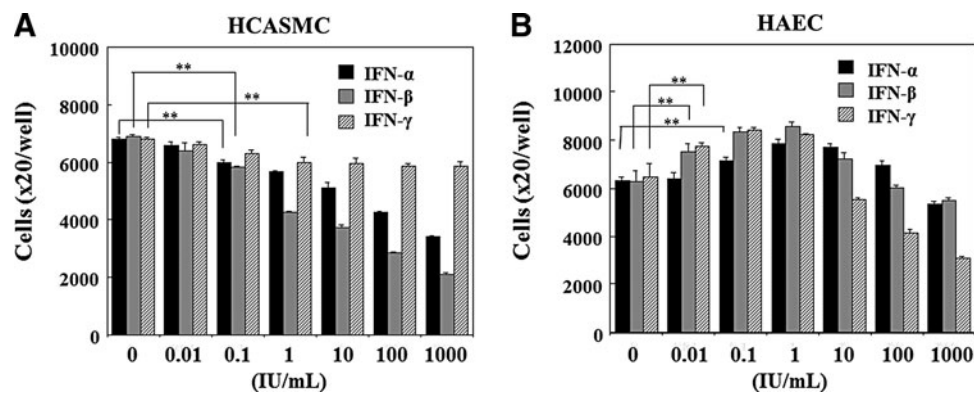 A
HCASMC
10000
8000
6000
4000
2000
0
Cells (x20/well)
IFN-α
IFN-β
IFN-γ
**
**
**
0 0.01 0.1 1 10 100 1000
(IU/mL)
B
HAEC
12000
10000
8000
6000
4000
2000
0
Cells (x20/well)
IFN-α
IFN-β
IFN-γ
**
**
**
0 0.01 0.1 1 10 100 1000
(IU/mL)